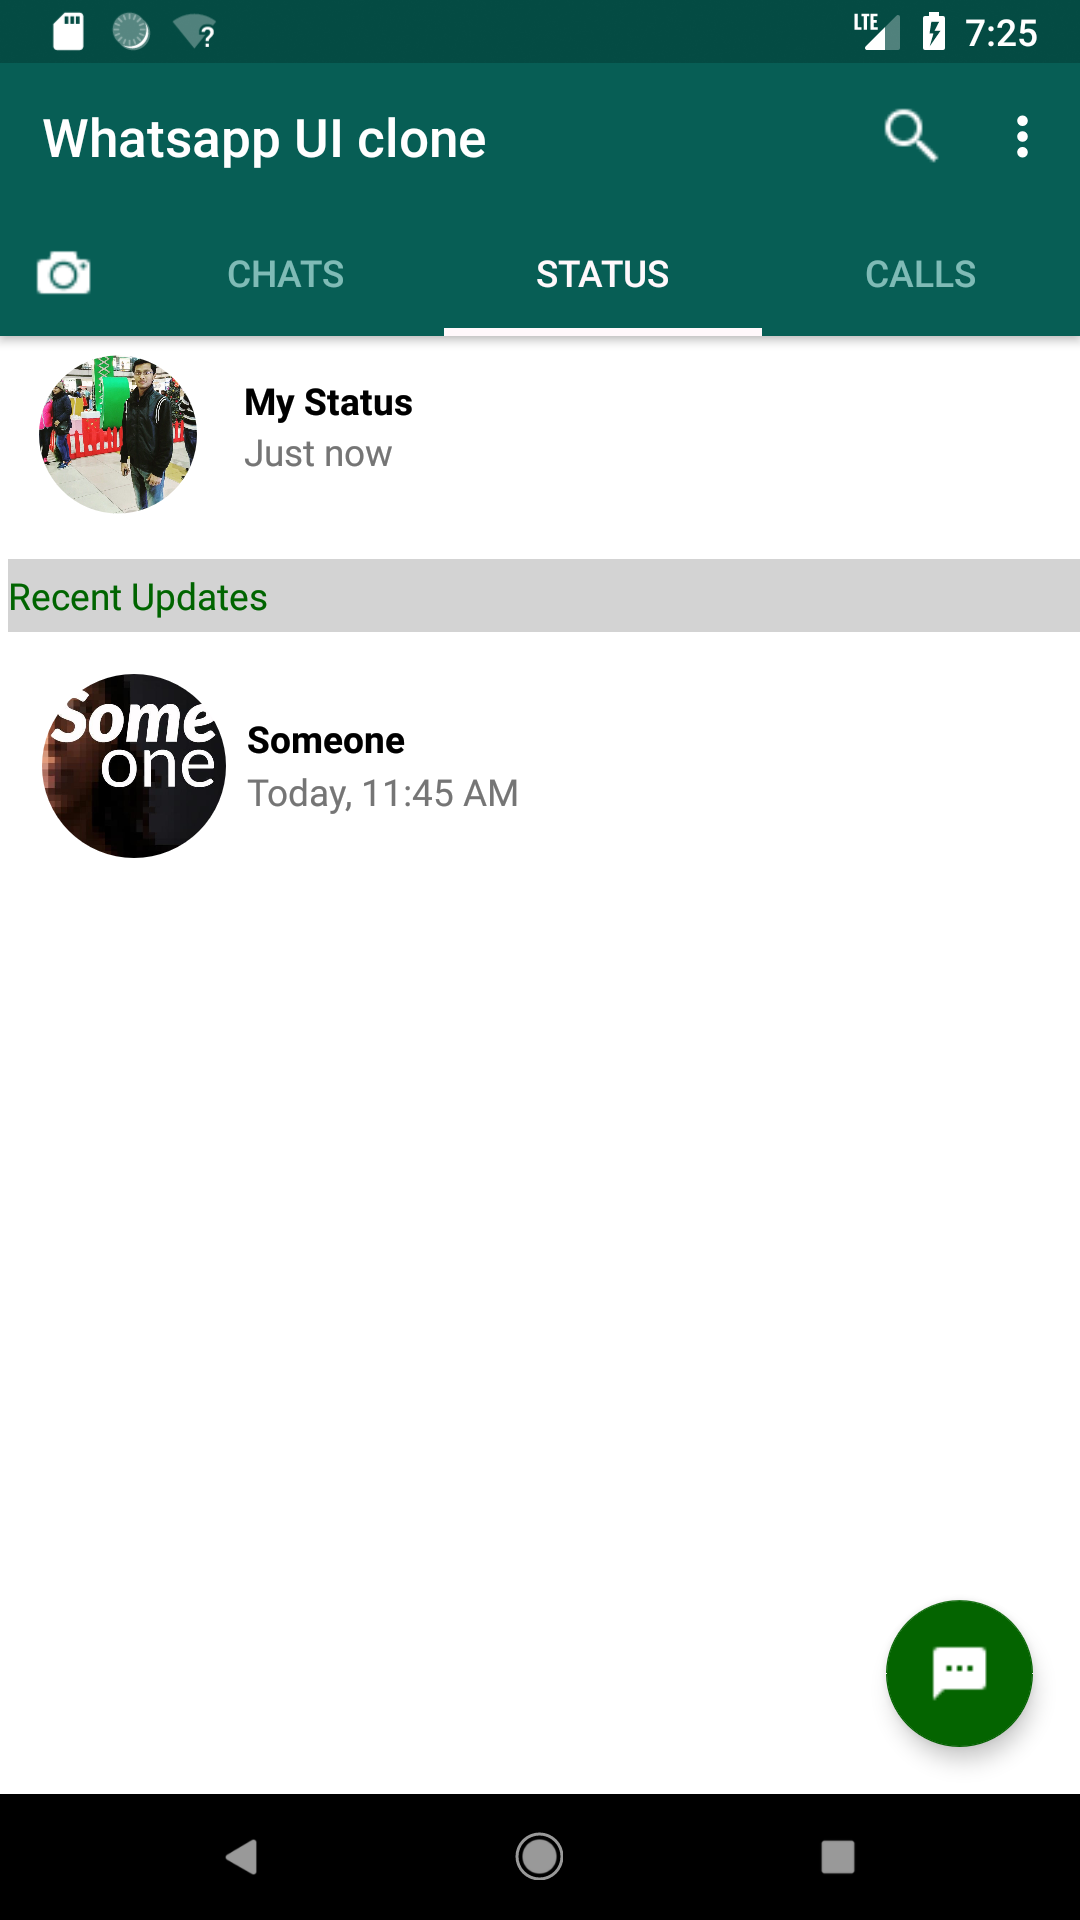 LTE 7:25
Whatsapp UI clone
CHATS STATUS CALLS
My Status
Just now
Recent Updates
Some
one
Someone
Today, 11:45 AM